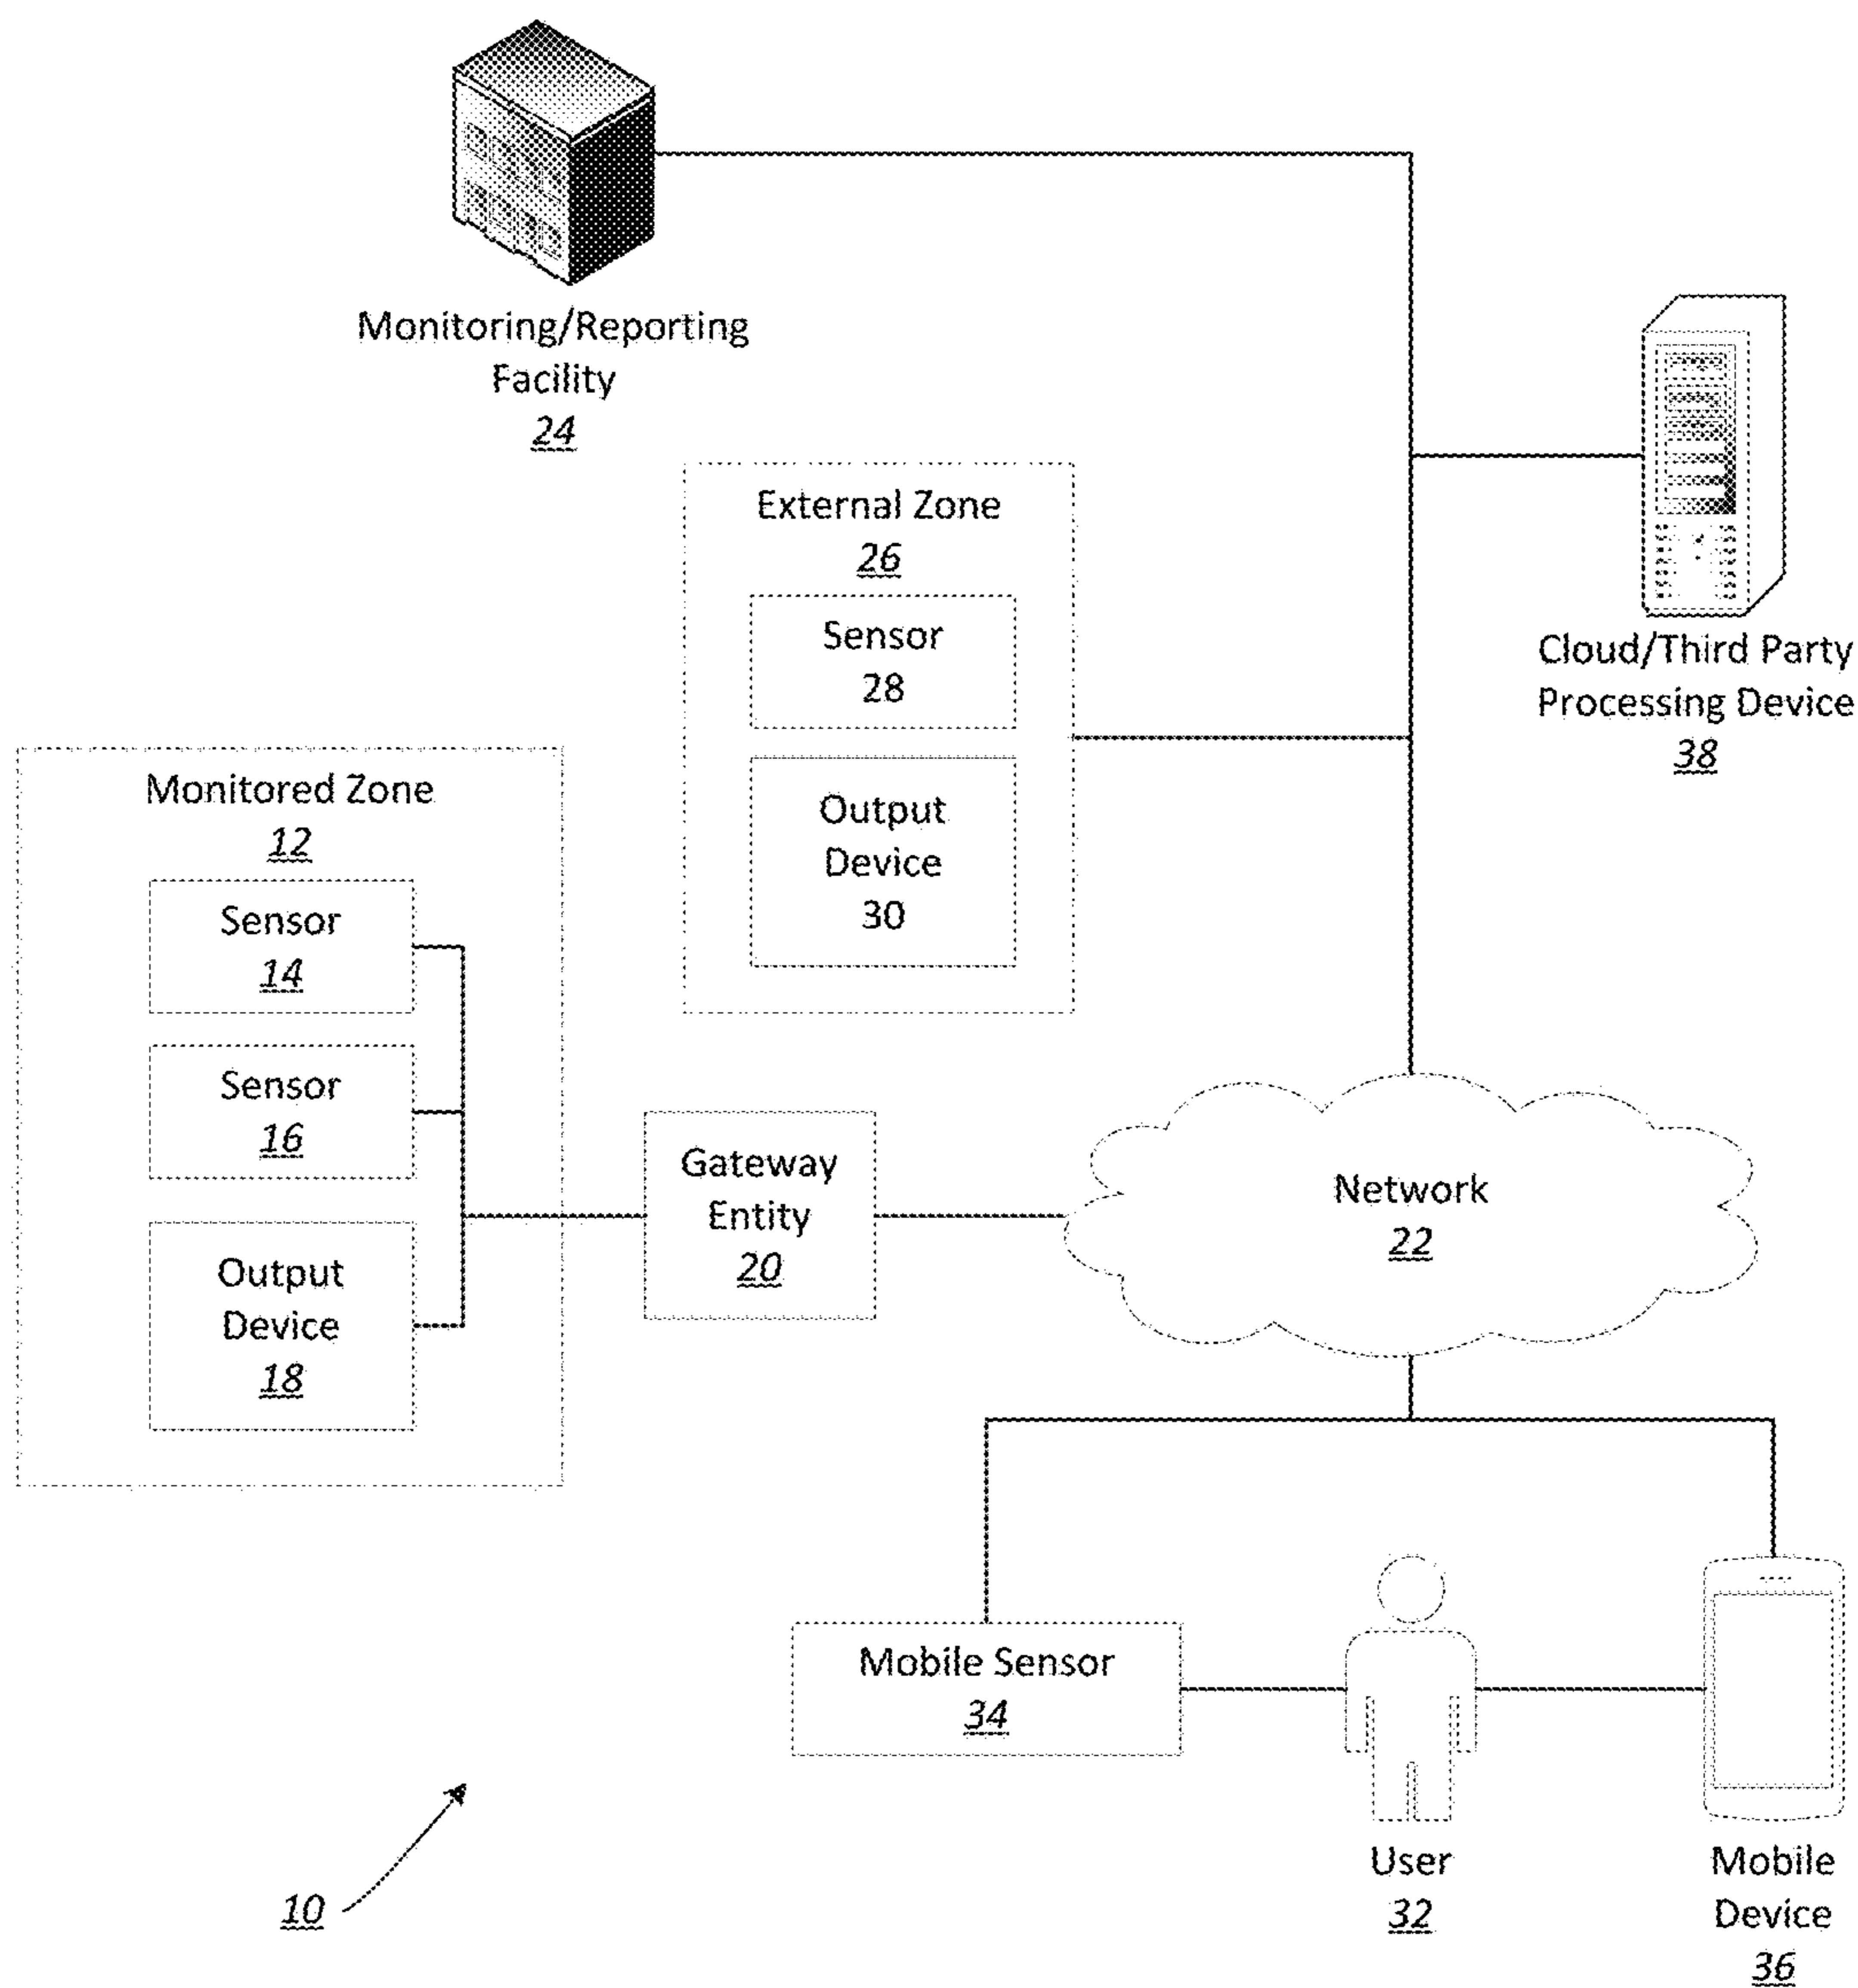 Monitoring/Reporting
Facility
24
External Zone
26
Sensor
28
Output
Device
30
Cloud/Third Party
Processing Device
38
Monitored Zone
12
Sensor
14
Sensor
16
Output
Device
18
Gateway
Entity
20
Network
22
Mobile Sensor
34
User
32
Mobile
Device
36
10